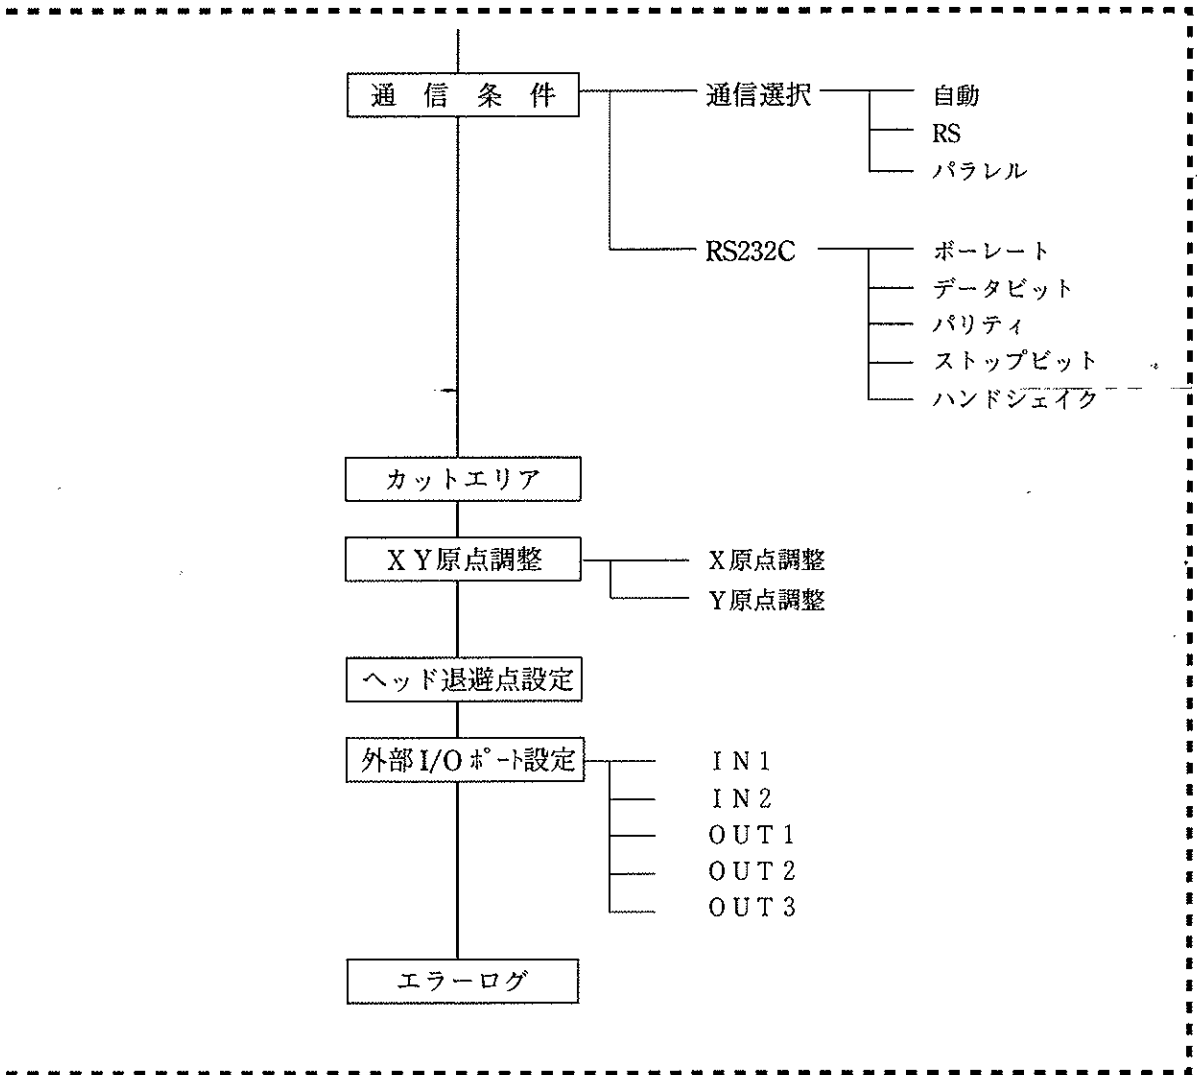 通信条件
通信選択
自動
RS
パラレル
RS232C
ボーレート
データビット
パリティ
ストップビット
ハンドシェイク
カットエリア
XY原点調整
X原点調整
Y原点調整
ヘッド退避点設定
外部I/Oポート設定
IN1
IN2
OUT1
OUT2
OUT3
エラーログ